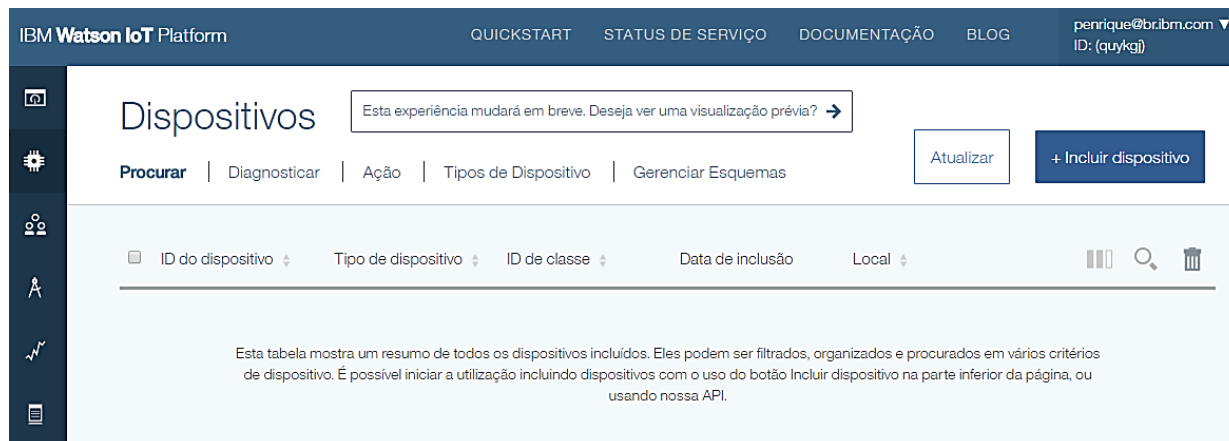 IBM Watson IoT Platform QUICKSTART STATUS DE SERVIÇO DOCUMENTAÇÃO BLOG penrique@br.ibm.com ▼
ID: (quykgj)
Dispositivos Esta experiência mudará em breve. Deseja ver uma visualização prévia? →
Atualizar + Incluir dispositivo
Procurar | Diagnosticar | Ação | Tipos de Dispositivo | Gerenciar Esquemas
ID do dispositivo Tipo de dispositivo ID de classe Data de inclusão Local
Esta tabela mostra um resumo de todos os dispositivos incluídos. Eles podem ser filtrados, organizados e procurados em vários critérios
de dispositivo. É possível iniciar a utilização incluindo dispositivos com o uso do botão Incluir dispositivo na parte inferior da página, ou
usando nossa API.